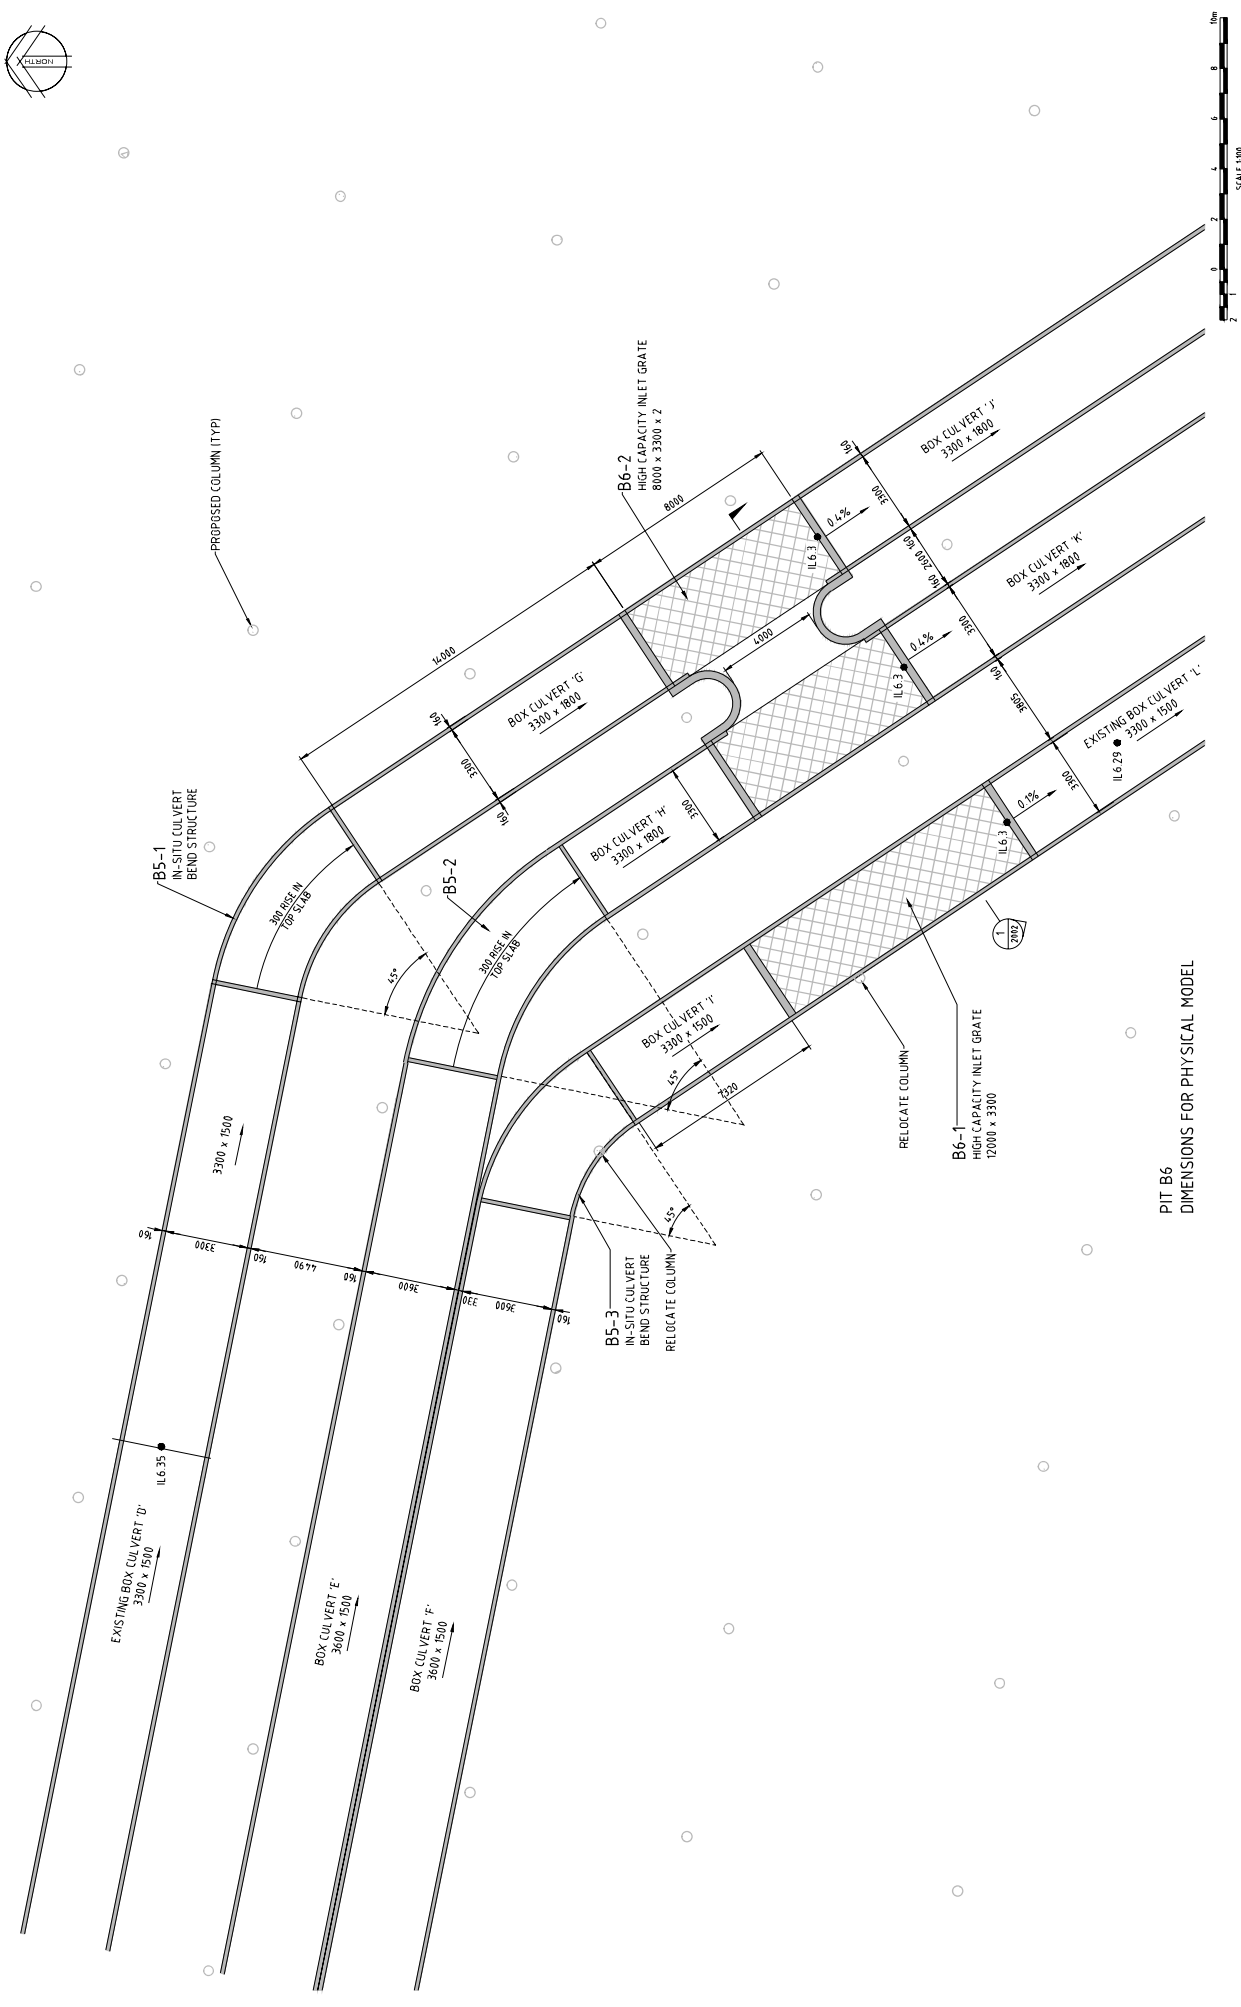 NORTH
PROPOSED COLUMN (TYP)
B6-2
HIGH CAPACITY INLET GRATE
8000 x 3300 x 2
10m
8
6
4
2
0
1
2
SCALE 1:100
B5-1
IN-SITU CULVERT
BEND STRUCTURE
14000
8000
160
3300
160
BOX CULVERT 'G'
3300 x 1800
4000
IL6.3
0.4%
160
3300
160
2600
160
3300
160
3805
3300
BOX CULVERT 'J'
3300 x 1800
BOX CULVERT 'K'
3300 x 1800
IL6.3
0.4%
EXISTING BOX CULVERT 'L'
3300 x 1500
IL6.29
300 RISE IN
TOP SLAB
45°
B5-2
300 RISE IN
TOP SLAB
BOX CULVERT 'H'
3300 x 1800
3300
45°
BOX CULVERT 'I'
3300 x 1500
7320
45°
IL6.3
0.1%
1
2002
RELOCATE COLUMN
B6-1
HIGH CAPACITY INLET GRATE
12000 x 3300
3300 x 1500
160
3300
160
4490
160
3600
330
3600
160
B5-3
IN-SITU CULVERT
BEND STRUCTURE
RELOCATE COLUMN
IL6.35
EXISTING BOX CULVERT 'D'
3300 x 1500
BOX CULVERT 'E'
3600 x 1500
BOX CULVERT 'F'
3600 x 1500
PIT B6
DIMENSIONS FOR PHYSICAL MODEL